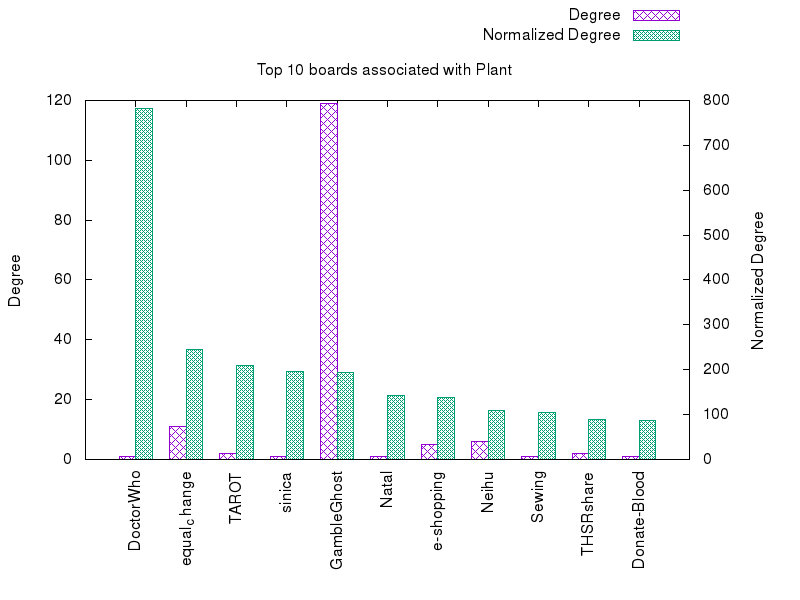 Degree
Normalized Degree
Top 10 boards associated with Plant
120
100
80
60
40
20
0
800
700
600
500
400
300
200
100
0
Degree
Normalized Degree
DoctorWho
equalchange
TAROT
sinica
GambleGhost
Natal
e-shopping
Neihu
Sewing
THSRshare
Donate-Blood